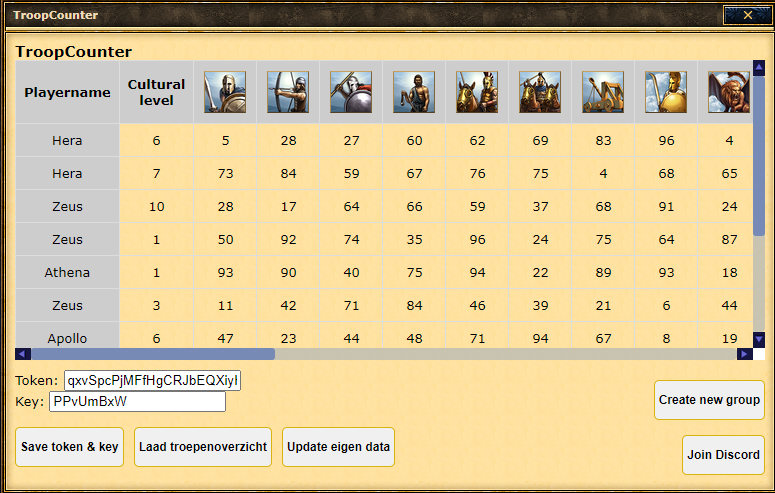 TroopCounter
TroopCounter
Playername Cultural level
Hera 6 5 28 27 60 62 69 83 96 4
Hera 7 73 84 59 67 76 75 4 68 65
Zeus 10 28 17 64 66 59 37 68 91 24
Zeus 1 50 92 74 35 96 24 75 64 87
Athena 1 93 90 40 75 94 22 89 93 18
Zeus 3 11 42 71 84 46 39 21 6 44
Apollo 6 47 23 44 48 71 94 67 8 19
Token: qxvSpcPjMFfHgCRJbEQXiyI
Key: PPvUmBxW
Create new group
Save token & key Laad troepenoverzicht Update eigen data
Join Discord